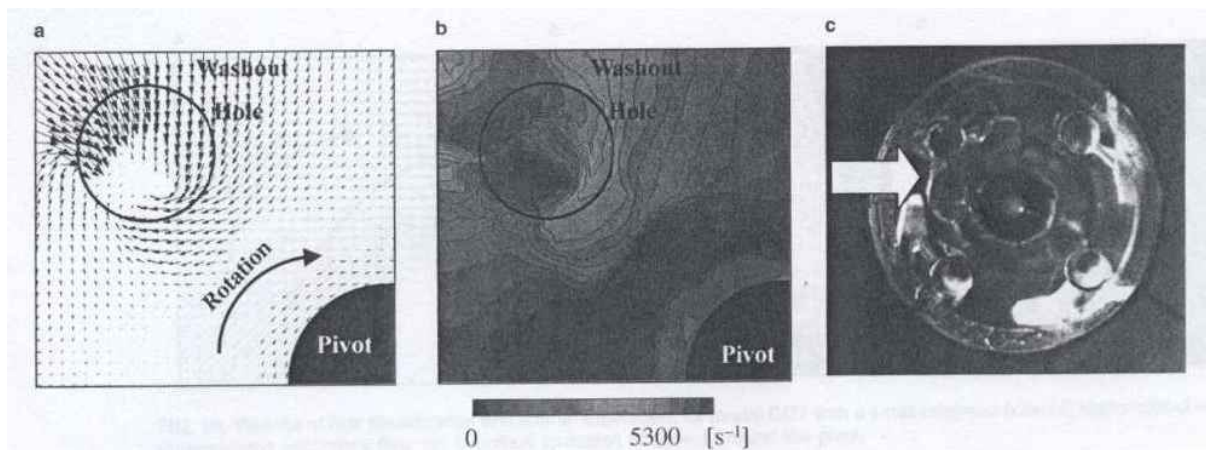 a
b
c
Washout
Hole
Rotation
Pivot
Washout
Hole
Pivot
0 5300 [s⁻¹]